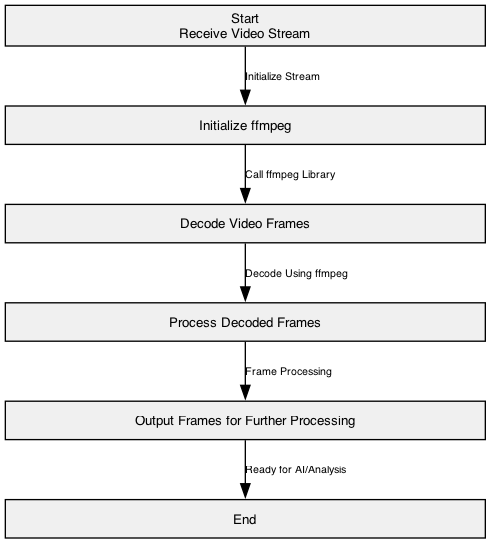 Start
Receive Video Stream
Initialize Stream
Initialize ffmpeg
Call ffmpeg Library
Decode Video Frames
Decode Using ffmpeg
Process Decoded Frames
Frame Processing
Output Frames for Further Processing
Ready for AI/Analysis
End